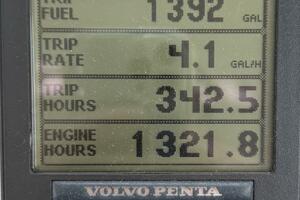 TRIP
FUEL 1392 GAL
TRIP
RATE 4.1 GAL/H
TRIP
HOURS 342.5
ENGINE
HOURS 1321.8
VOLVO PENTA